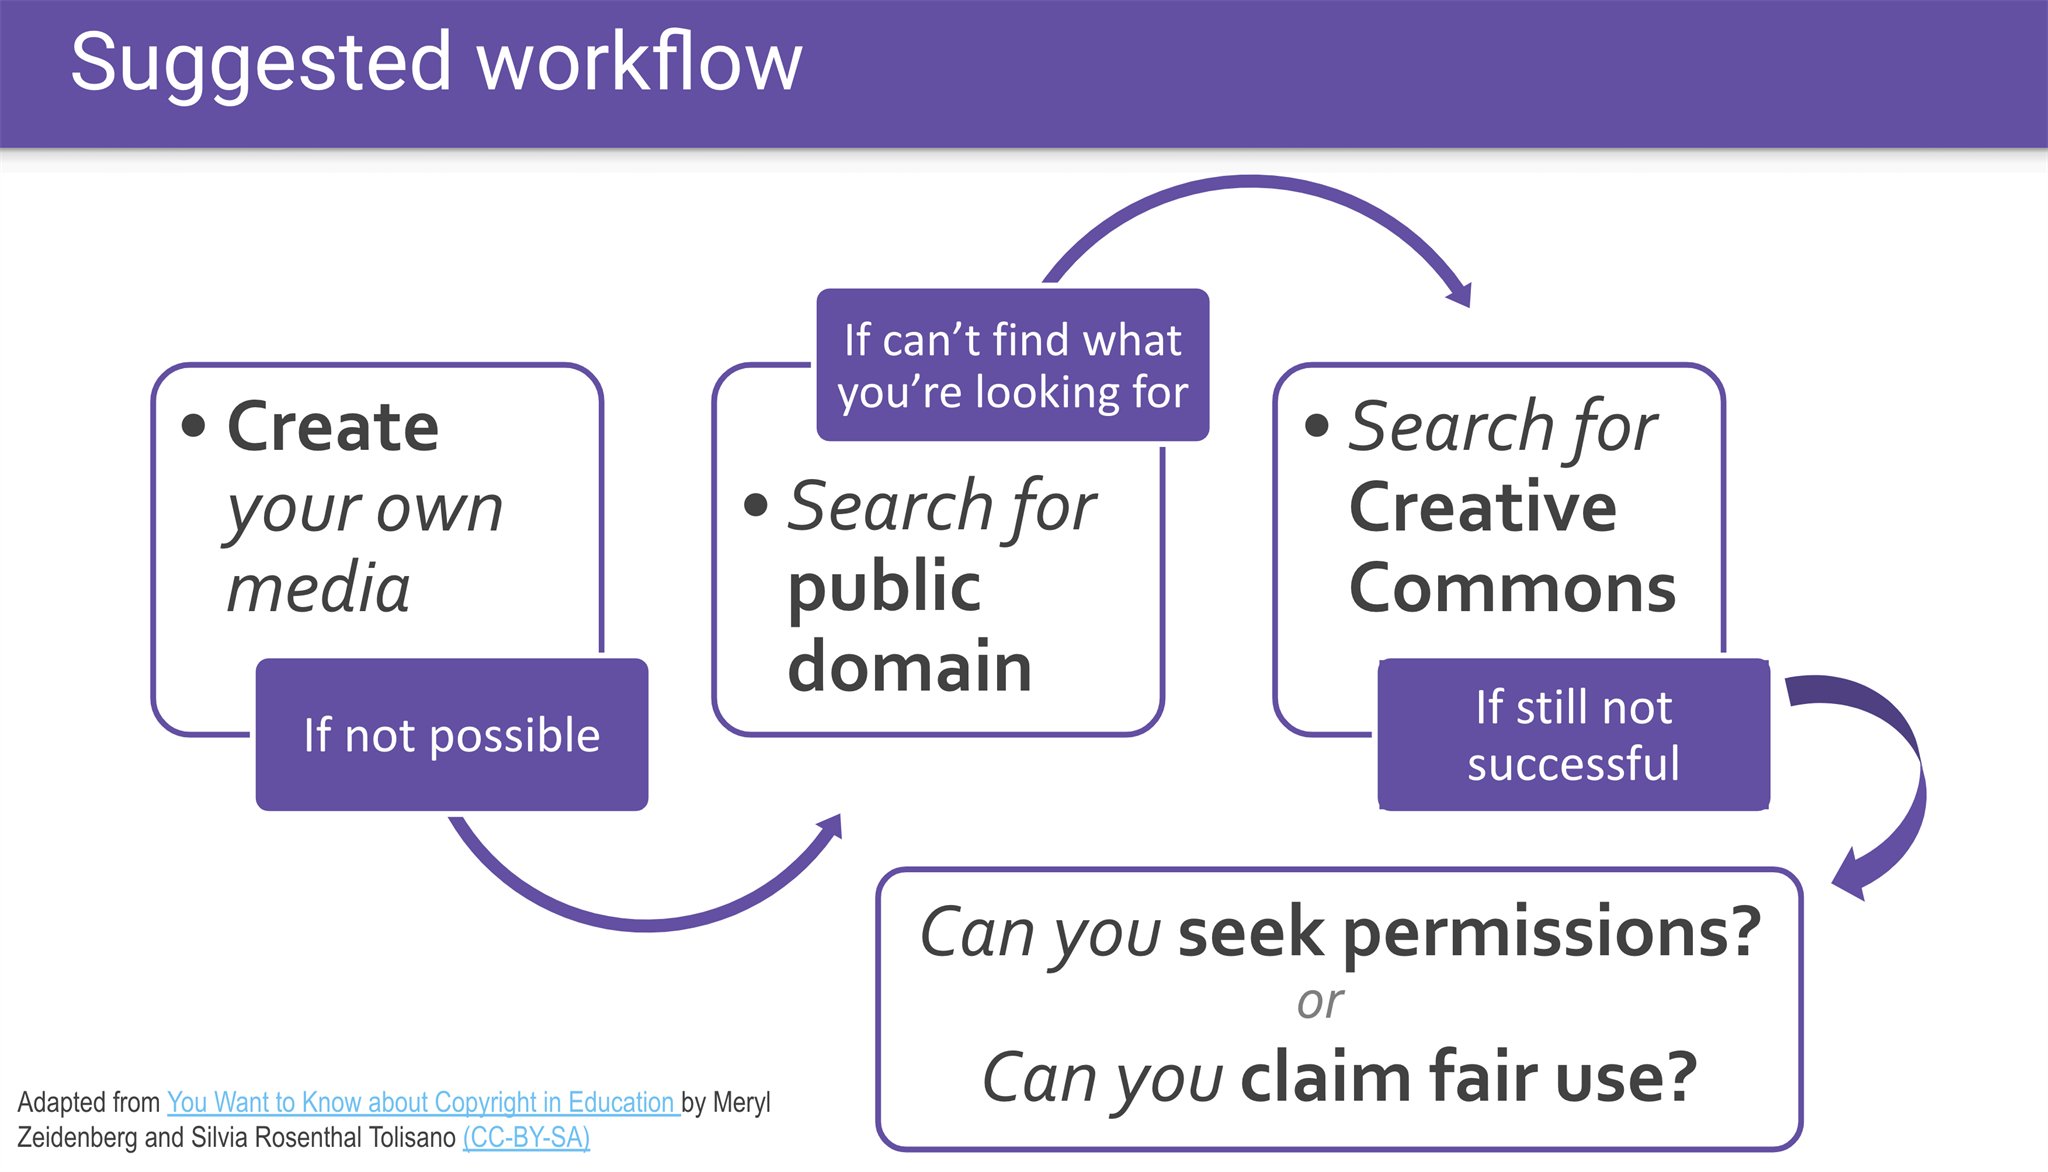 Suggested workflow
• Create
your own
media
If not possible
If can’t find what
you’re looking for
• Search for
public
domain
• Search for
Creative
Commons
If still not
successful
Can you seek permissions?
or
Can you claim fair use?
Adapted from You Want to Know about Copyright in Education by Meryl
Zeidenberg and Silvia Rosenthal Tolisano (CC-BY-SA)